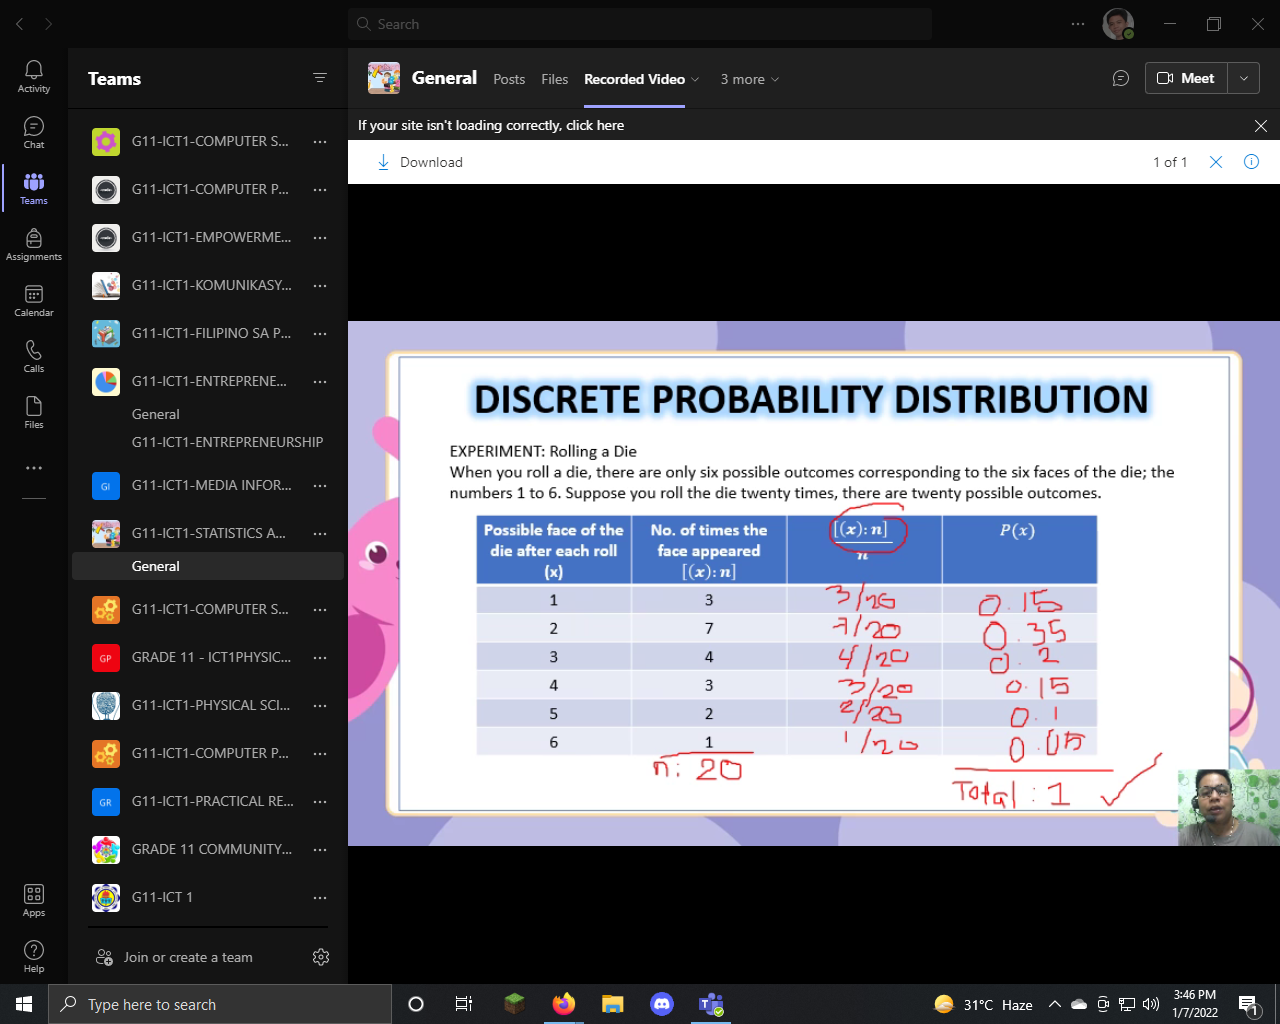 Search
Activity
Chat
Teams
Assignments
Calendar
Calls
Files
Apps
Help
Teams
G11-ICT1-COMPUTER S...
G11-ICT1-COMPUTER P...
G11-ICT1-EMPOWERME...
G11-ICT1-KOMUNIKASY...
G11-ICT1-FILIPINO SA P...
G11-ICT1-ENTREPRENE...
General
G11-ICT1-ENTREPRENEURSHIP
GI G11-ICT1-MEDIA INFOR...
G11-ICT1-STATISTICS A...
General
G11-ICT1-COMPUTER S...
GP GRADE 11 - ICT1PHYSIC...
G11-ICT1-PHYSICAL SCI...
G11-ICT1-COMPUTER P...
GR G11-ICT1-PRACTICAL RE...
GRADE 11 COMMUNITY...
G11-ICT 1
Join or create a team
General Posts Files Recorded Video 3 more
Meet
If your site isn't loading correctly, click here
Download 1 of 1
DISCRETE PROBABILITY DISTRIBUTION
EXPERIMENT: Rolling a Die
When you roll a die, there are only six possible outcomes corresponding to the six faces of the die; the
numbers 1 to 6. Suppose you roll the die twenty times, there are twenty possible outcomes.
Possible face of the
die after each roll
(x)
No. of times the
face appeared
[(x): n]
[(x): n]
n
P(x)
1 3 3/20 0.15
2 7 7/20 0.35
3 4 4/20 0.2
4 3 3/20 0.15
5 2 2/20 0.1
6 1 1/20 0.05
n: 20
Total : 1
Type here to search
31°C Haze
3:46 PM
1/7/2022
1